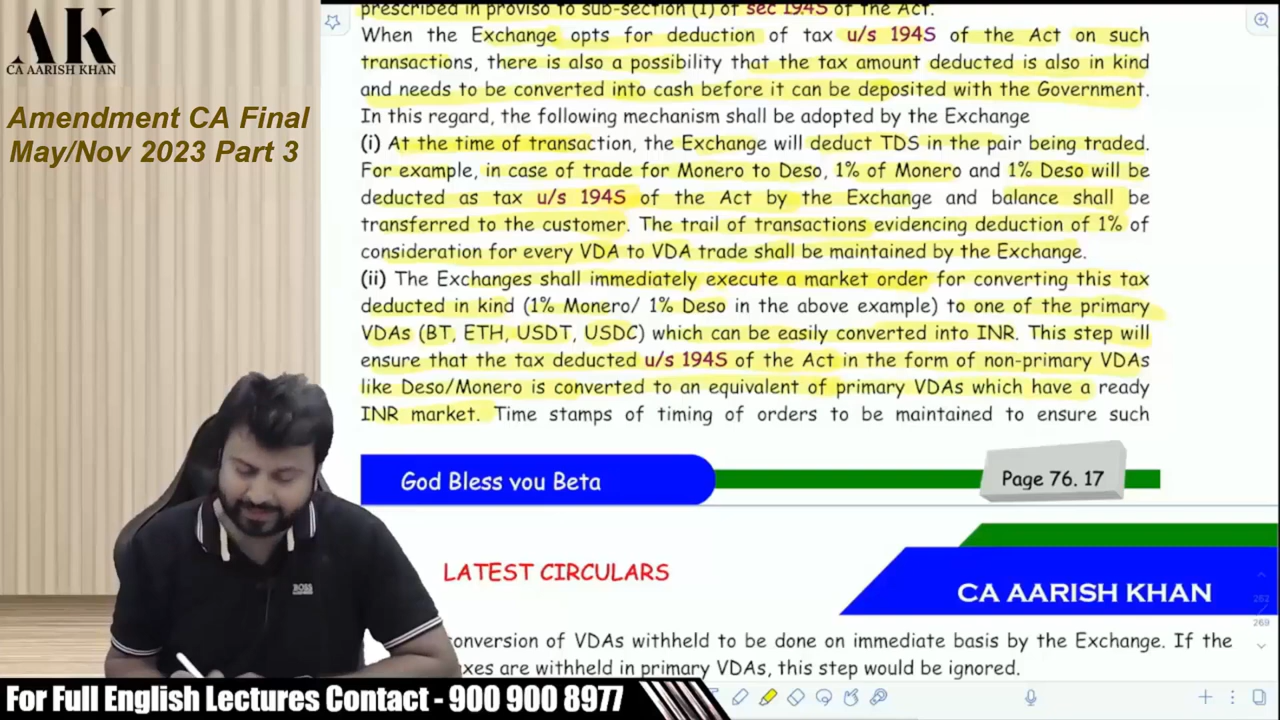 AK
CA AARISH KHAN
Amendment CA Final
May/Nov 2023 Part 3
prescribed in proviso to sub-section (1) of sec 194S of the Act.
When the Exchange opts for deduction of tax u/s 194S of the Act on such
transactions, there is also a possibility that the tax amount deducted is also in kind
and needs to be converted into cash before it can be deposited with the Government.
In this regard, the following mechanism shall be adopted by the Exchange
(i) At the time of transaction, the Exchange will deduct TDS in the pair being traded.
For example, in case of trade for Monero to Deso, 1% of Monero and 1% Deso will be
deducted as tax u/s 194S of the Act by the Exchange and balance shall be
transferred to the customer. The trail of transactions evidencing deduction of 1% of
consideration for every VDA to VDA trade shall be maintained by the Exchange.
(ii) The Exchanges shall immediately execute a market order for converting this tax
deducted in kind (1% Monero/ 1% Deso in the above example) to one of the primary
VDAs (BT, ETH, USDT, USDC) which can be easily converted into INR. This step will
ensure that the tax deducted u/s 194S of the Act in the form of non-primary VDAs
like Deso/Monero is converted to an equivalent of primary VDAs which have a ready
INR market. Time stamps of timing of orders to be maintained to ensure such
God Bless you Beta
Page 76. 17
LATEST CIRCULARS
CA AARISH KHAN
onversion of VDAs withheld to be done on immediate basis by the Exchange. If the
xes are withheld in primary VDAs, this step would be ignored.
BOSS
262
269
For Full English Lectures Contact - 900 900 8977